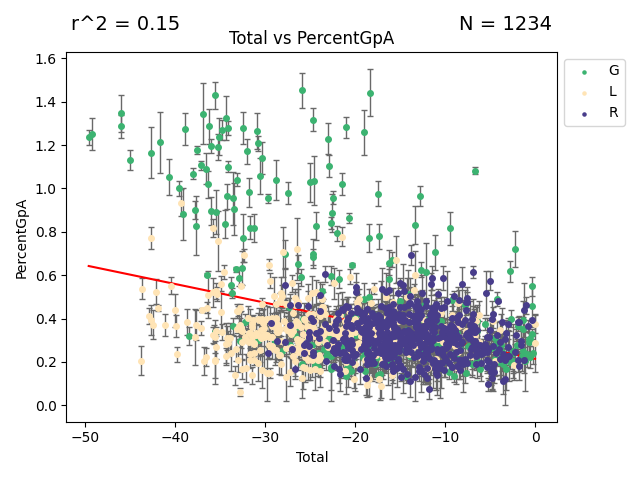 r^2 = 0.15 N = 1234
Total vs PercentGpA
1.6
1.4
1.2
1.0
0.8
0.6
0.4
0.2
0.0
PercentGpA
−50 −40 −30 −20 −10 0
Total
G
L
R